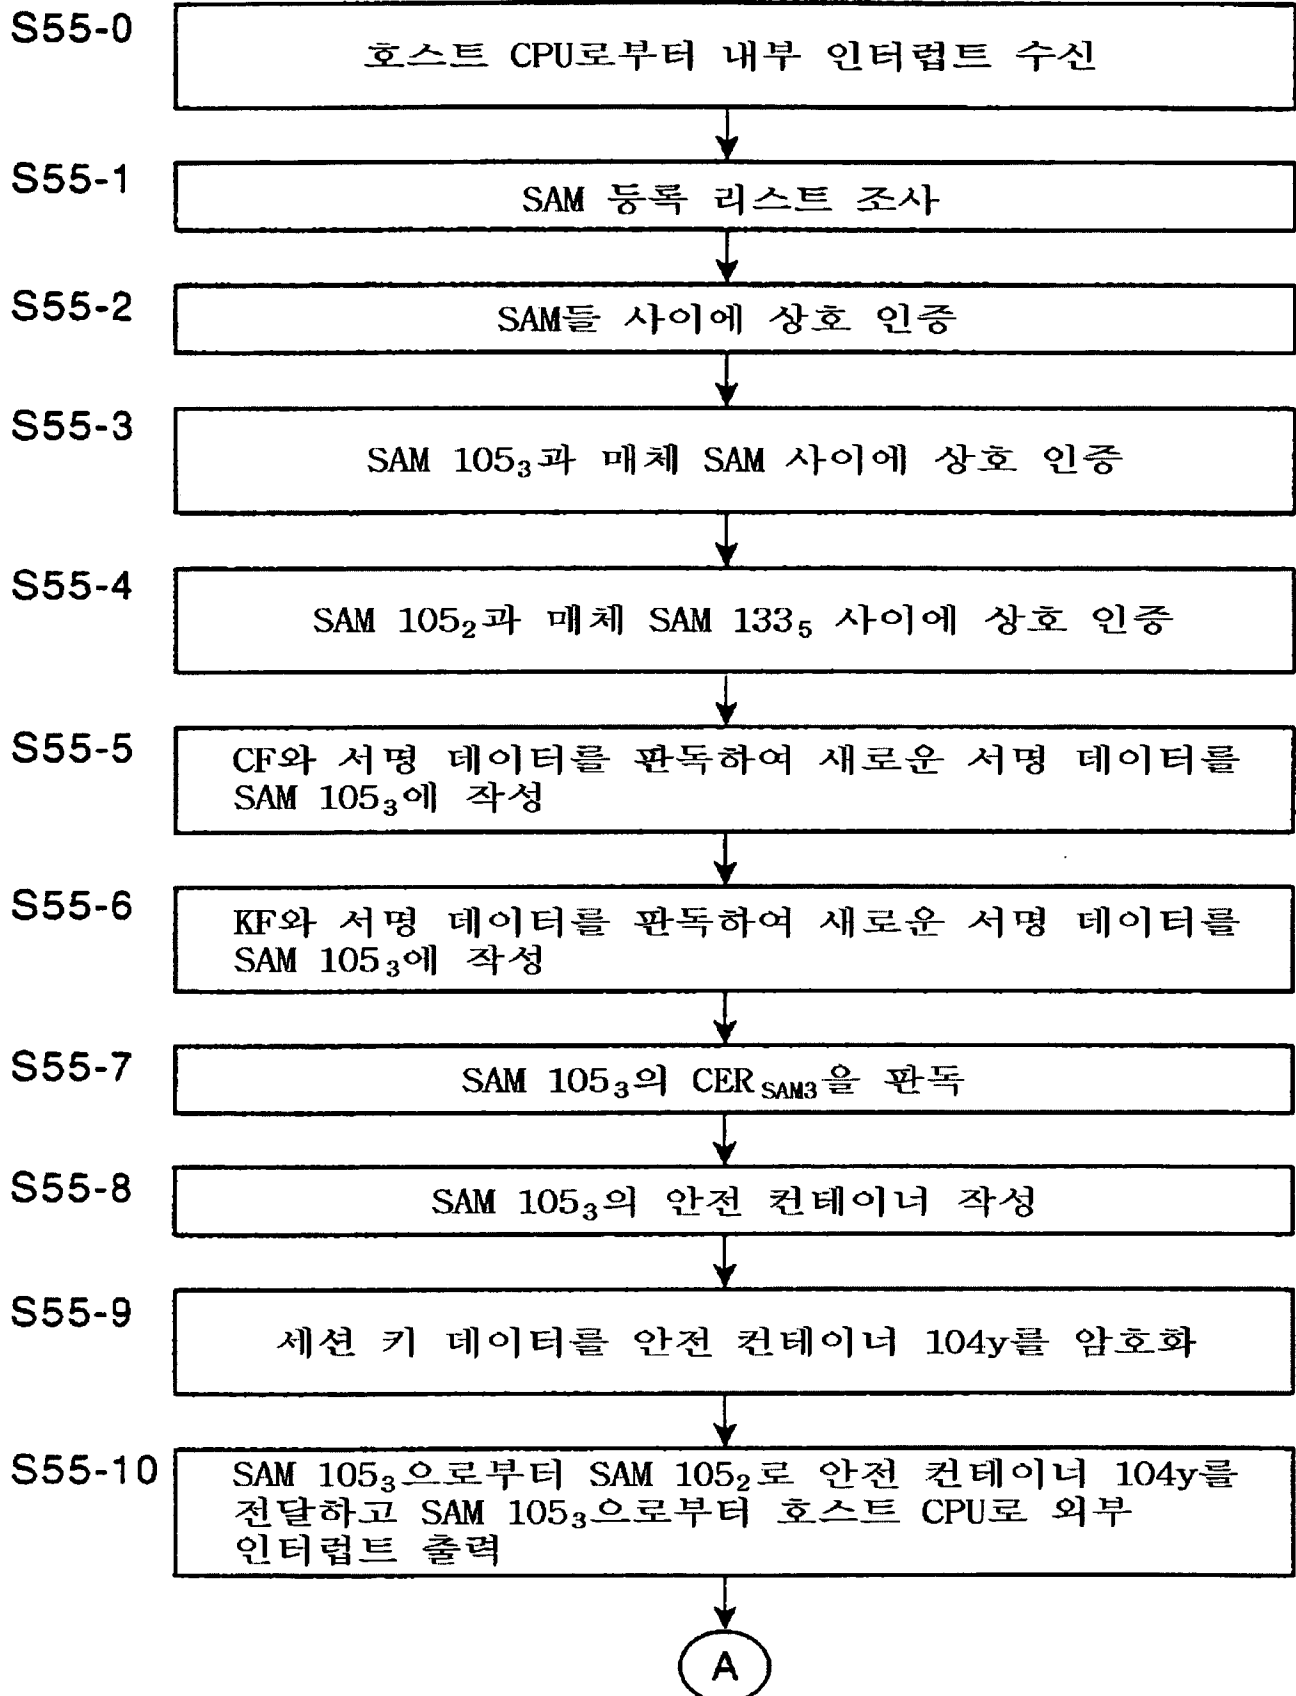 S55-0
호스트 CPU로부터 내부 인터럽트 수신
S55-1
SAM 등록 리스트 조사
S55-2
SAM들 사이에 상호 인증
S55-3
SAM 105₃과 매체 SAM 사이에 상호 인증
S55-4
SAM 105₂과 매체 SAM 133₅ 사이에 상호 인증
S55-5
CF와 서명 데이터를 판독하여 새로운 서명 데이터를
SAM 105₃에 작성
S55-6
KF와 서명 데이터를 판독하여 새로운 서명 데이터를
SAM 105₃에 작성
S55-7
SAM 105₃의 CER SAM3을 판독
S55-8
SAM 105₃의 안전 컨테이너 작성
S55-9
세션 키 데이터를 안전 컨테이너 104y를 암호화
S55-10
SAM 105₃으로부터 SAM 105₂로 안전 컨테이너 104y를
전달하고 SAM 105₃으로부터 호스트 CPU로 외부
인터럽트 출력
A